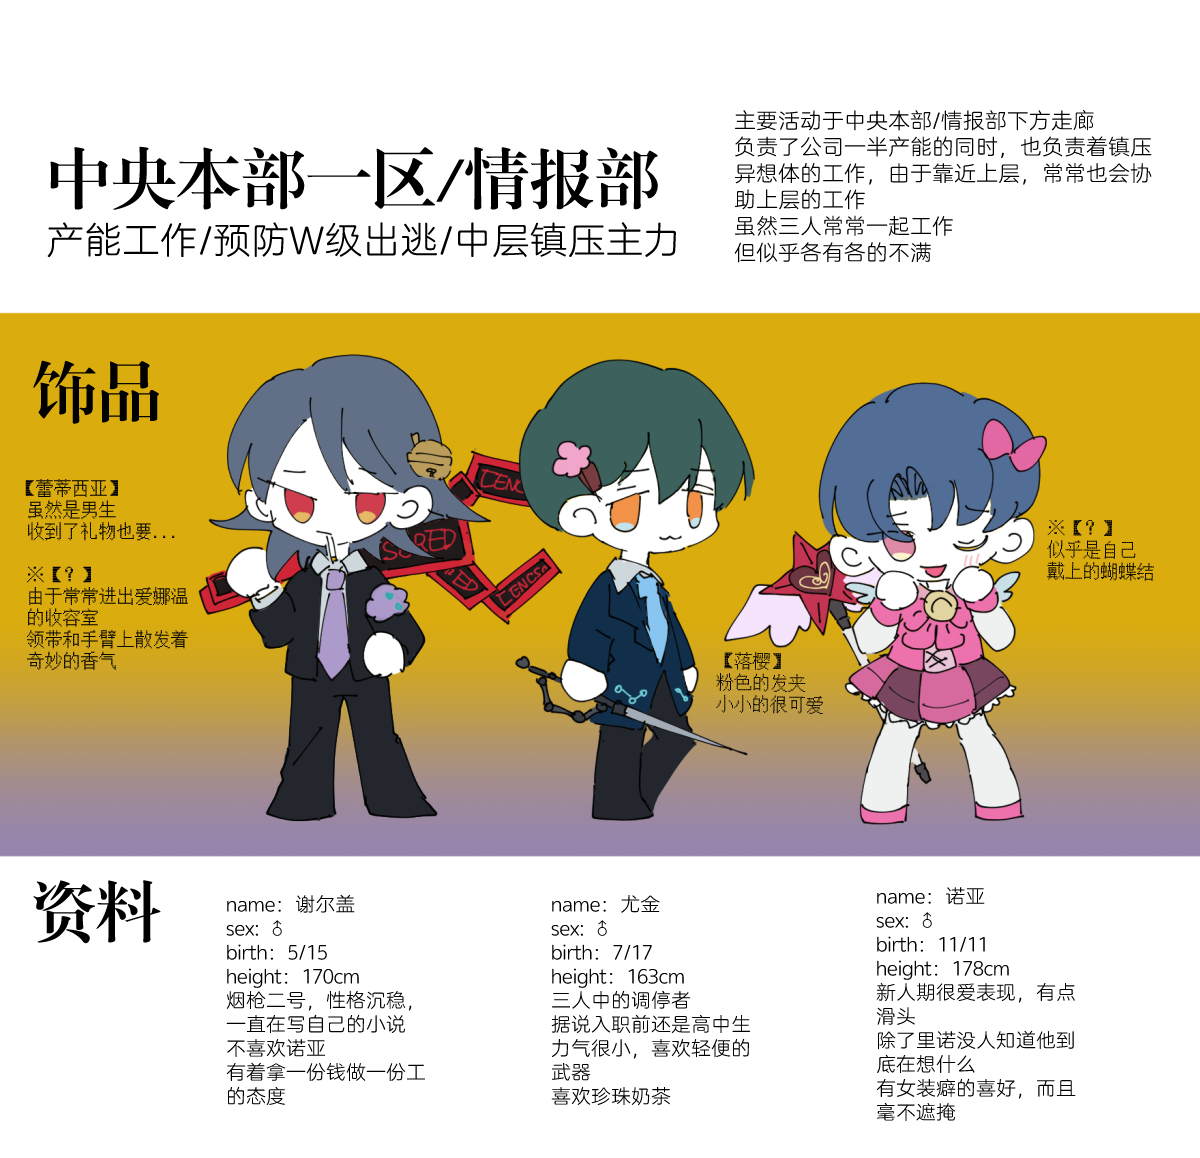 中央本部一区/情报部
产能工作/预防W级出逃/中层镇压主力
主要活动于中央本部/情报部下方走廊
负责了公司一半产能的同时，也负责着镇压
异想体的工作，由于靠近上层，常常也会协
助上层的工作
虽然三人常常一起工作
但似乎各有各的不满
饰品
【蕾蒂西亚】
虽然是男生
收到了礼物也要...
※【？】
由于常常进出爱娜温
的收容室
领带和手臂上散发着
奇妙的香气
CENC
SORED
ED
CENCS
【落樱】
粉色的发夹
小小的很可爱
※【？】
似乎是自己
戴上的蝴蝶结
资料
name：谢尔盖
sex: ♂
birth：5/15
height：170cm
烟枪二号，性格沉稳，
一直在写自己的小说
不喜欢诺亚
有着拿一份钱做一份工
的态度
name：尤金
sex: ♂
birth：7/17
height：163cm
三人中的调停者
据说入职前还是高中生
力气很小，喜欢轻便的
武器
喜欢珍珠奶茶
name：诺亚
sex: ♂
birth：11/11
height：178cm
新人期很爱表现，有点
滑头
除了里诺没人知道他到
底在想什么
有女装癖的喜好，而且
毫不遮掩